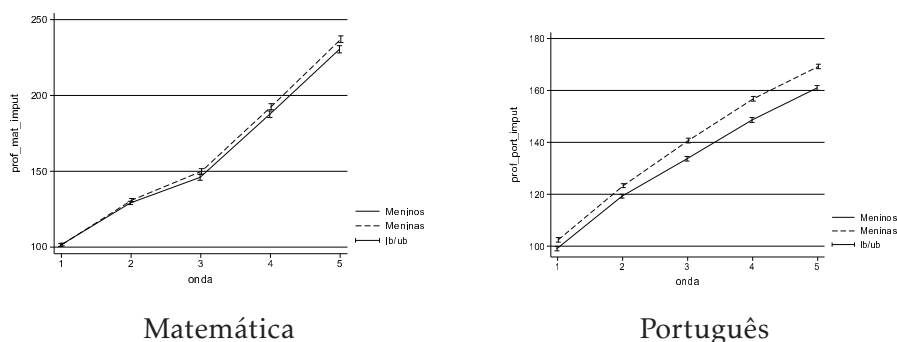 250
200
150
100
prof_mat_imput
1 2 3 4 5
onda
Meninos
Meninas
lb/ub
Matemática
180
160
140
120
100
prof_port_imput
1 2 3 4 5
onda
Meninos
Meninas
lb/ub
Português